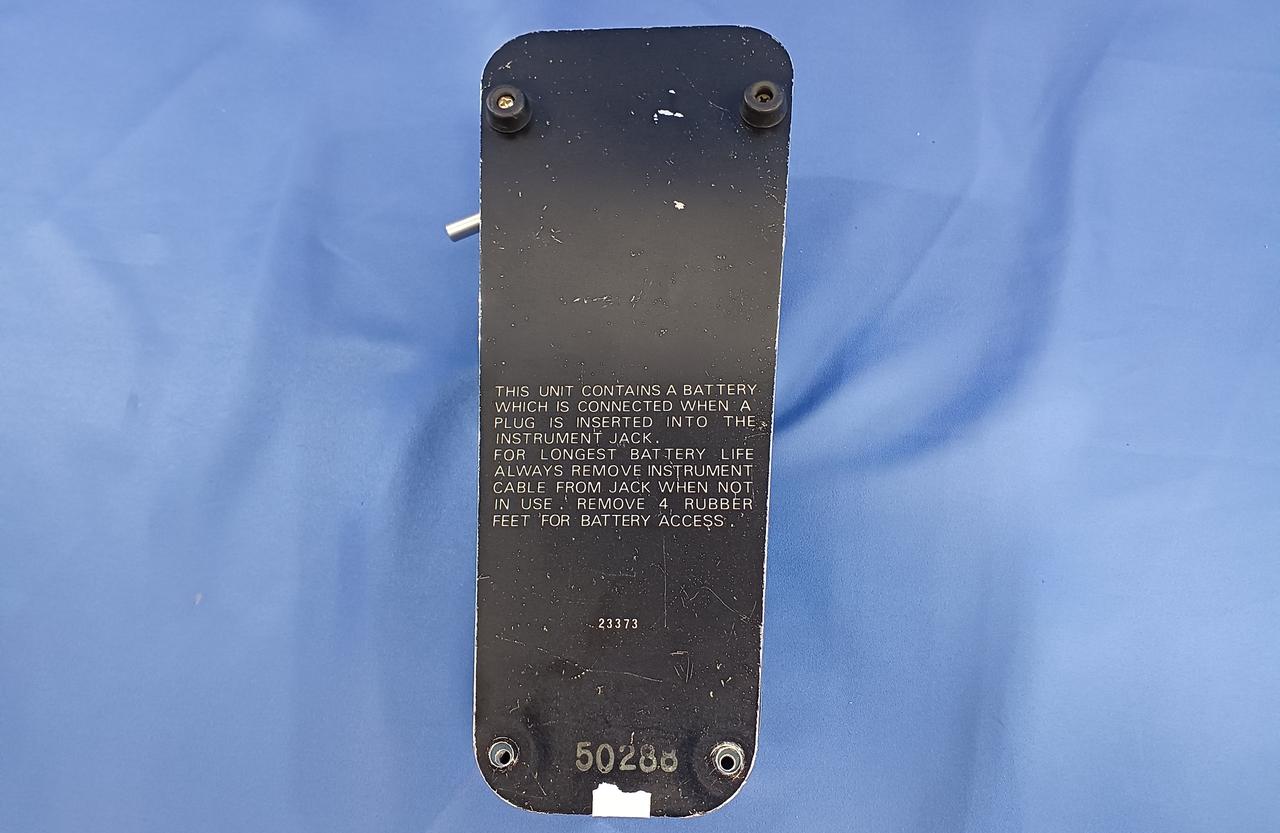 THIS UNIT CONTAINS A BATTERY
WHICH IS CONNECTED WHEN A
PLUG IS INSERTED INTO THE
INSTRUMENT JACK.
FOR LONGEST BATTERY LIFE
ALWAYS REMOVE INSTRUMENT
CABLE FROM JACK WHEN NOT
IN USE. REMOVE 4 RUBBER
FEET FOR BATTERY ACCESS.
23373
50288